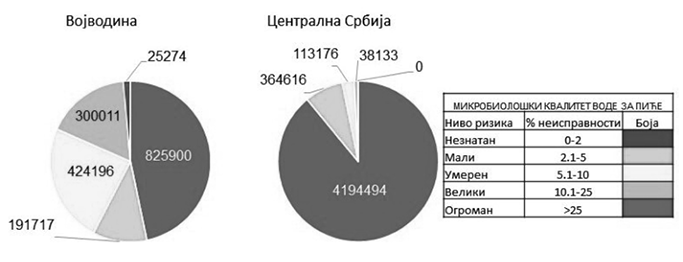 Војводина
25274
300011
825900
424196
191717
Централна Србија
113176
38133
0
364616
4194494
МИКРОБИОЛОШКИ КВАЛИТЕТ ВОДЕ ЗА ПИЋЕ
Ниво ризика % неисправности Боја
Незнатан 0-2
Мали 2.1-5
Умерен 5.1-10
Велики 10.1-25
Огроман >25